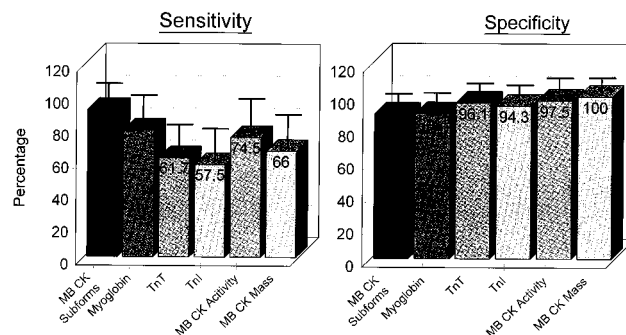 Sensitivity
Specificity
Percentage
120
100
80
60
40
20
0
61.7
57.5
74.5
66
MB CK Subforms
Myoglobin
TnT
TnI
MB CK Activity
MB CK Mass
120
100
80
60
40
20
0
96.1
94.3
97.5
100
MB CK Subforms
Myoglobin
TnT
TnI
MB CK Activity
MB CK Mass